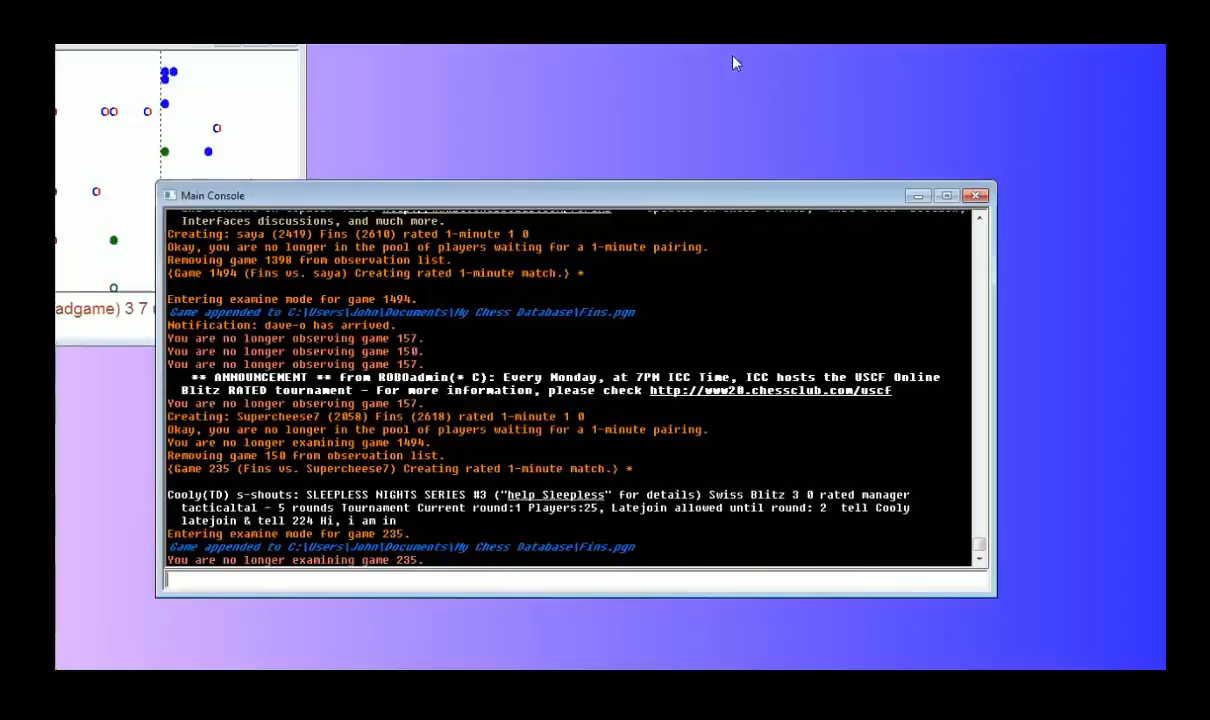 Main Console
Interfaces discussions, and much more.
Creating: saya (2419) Fins (2610) rated 1-minute 1 0
Okay, you are no longer in the pool of players waiting for a 1-minute pairing.
Removing game 1398 from observation list.
{Game 1494 (Fins vs. saya) Creating rated 1-minute match.} *
Entering examine mode for game 1494.
Game appended to C:\Users\John\Documents\My Chess Database\Fins.pgn
Notification: dave-o has arrived.
You are no longer observing game 157.
You are no longer observing game 150.
You are no longer observing game 157.
** ANNOUNCEMENT ** from ROBOadmin(* C): Every Monday, at 7PM ICC Time, ICC hosts the USCF Online
Blitz RATED tournament - For more information, please check http://www20.chessclub.com/uscf
You are no longer observing game 157.
Creating: Supercheese7 (2058) Fins (2618) rated 1-minute 1 0
Okay, you are no longer in the pool of players waiting for a 1-minute pairing.
You are no longer examining game 1494.
Removing game 150 from observation list.
{Game 235 (Fins vs. Supercheese7) Creating rated 1-minute match.} *
Cooly(TD) s-shouts: SLEEPLESS NIGHTS SERIES #3 ("help Sleepless" for details) Swiss Blitz 3 0 rated manager
tacticaltal - 5 rounds Tournament Current round:1 Players:25, Latejoin allowed until round: 2 tell Cooly
latejoin & tell 224 Hi, i am in
Entering examine mode for game 235.
Game appended to C:\Users\John\Documents\My Chess Database\Fins.pgn
You are no longer examining game 235.
adgame) 3 7 u